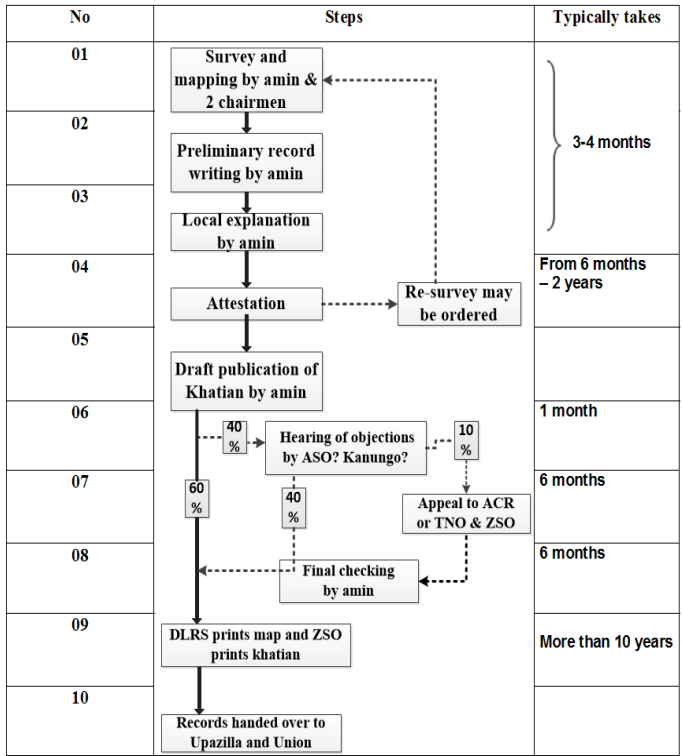 No
Steps
Typically takes
01
Survey and
mapping by amin &
2 chairmen
02
Preliminary record
writing by amin
3-4 months
03
Local explanation
by amin
04
From 6 months
– 2 years
Attestation
Re-survey may
be ordered
05
Draft publication of
Khatian by amin
06
1 month
40
%
Hearing of objections
by ASO? Kanungo?
10
%
07
6 months
60
%
40
%
Appeal to ACR
or TNO & ZSO
08
6 months
Final checking
by amin
09
DLRS prints map and ZSO
prints khatian
More than 10 years
10
Records handed over to
Upazilla and Union